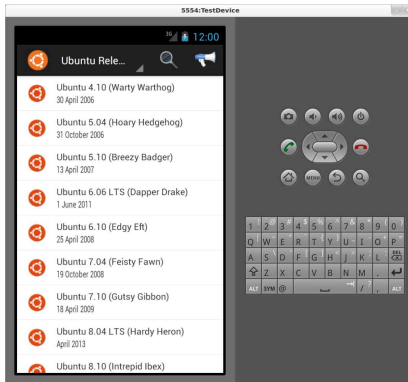 5554:TestDevice
3G 12:00
Ubuntu Rele...
Ubuntu 4.10 (Warty Warthog)
30 April 2006
Ubuntu 5.04 (Hoary Hedgehog)
31 October 2006
Ubuntu 5.10 (Breezy Badger)
13 April 2007
Ubuntu 6.06 LTS (Dapper Drake)
1 June 2011
Ubuntu 6.10 (Edgy Eft)
25 April 2008
Ubuntu 7.04 (Feisty Fawn)
19 October 2008
Ubuntu 7.10 (Gutsy Gibbon)
18 April 2009
Ubuntu 8.04 LTS (Hardy Heron)
April 2013
Ubuntu 8.10 (Intrepid Ibex)
MENU
1 2 3 4 5 6 7 8 9 0
Q W E R T Y U I O P
A S D F G H J K L DEL
Z X C V B N M .
ALT SYM @ / ? , ALT